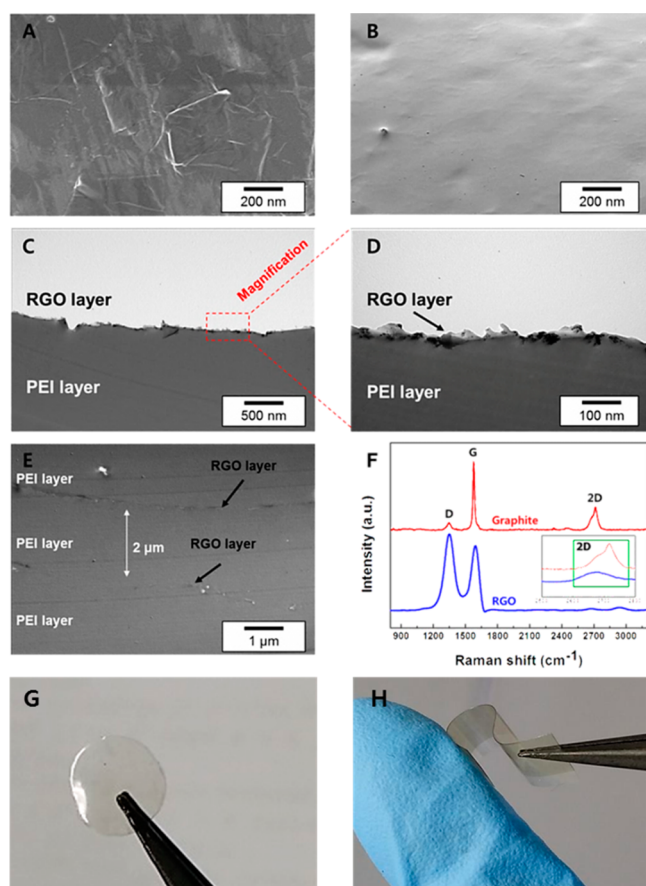 A
200 nm
B
200 nm
C
RGO layer
PEI layer
500 nm
Magnification
D
RGO layer
PEI layer
100 nm
E
PEI layer
RGO layer
PEI layer
2 μm
RGO layer
PEI layer
1 μm
F
G
D
2D
Graphite
2D
RGO
Intensity (a.u.)
900 1200 1500 1800 2100 2400 2700 3000
Raman shift (cm-1)
G
H